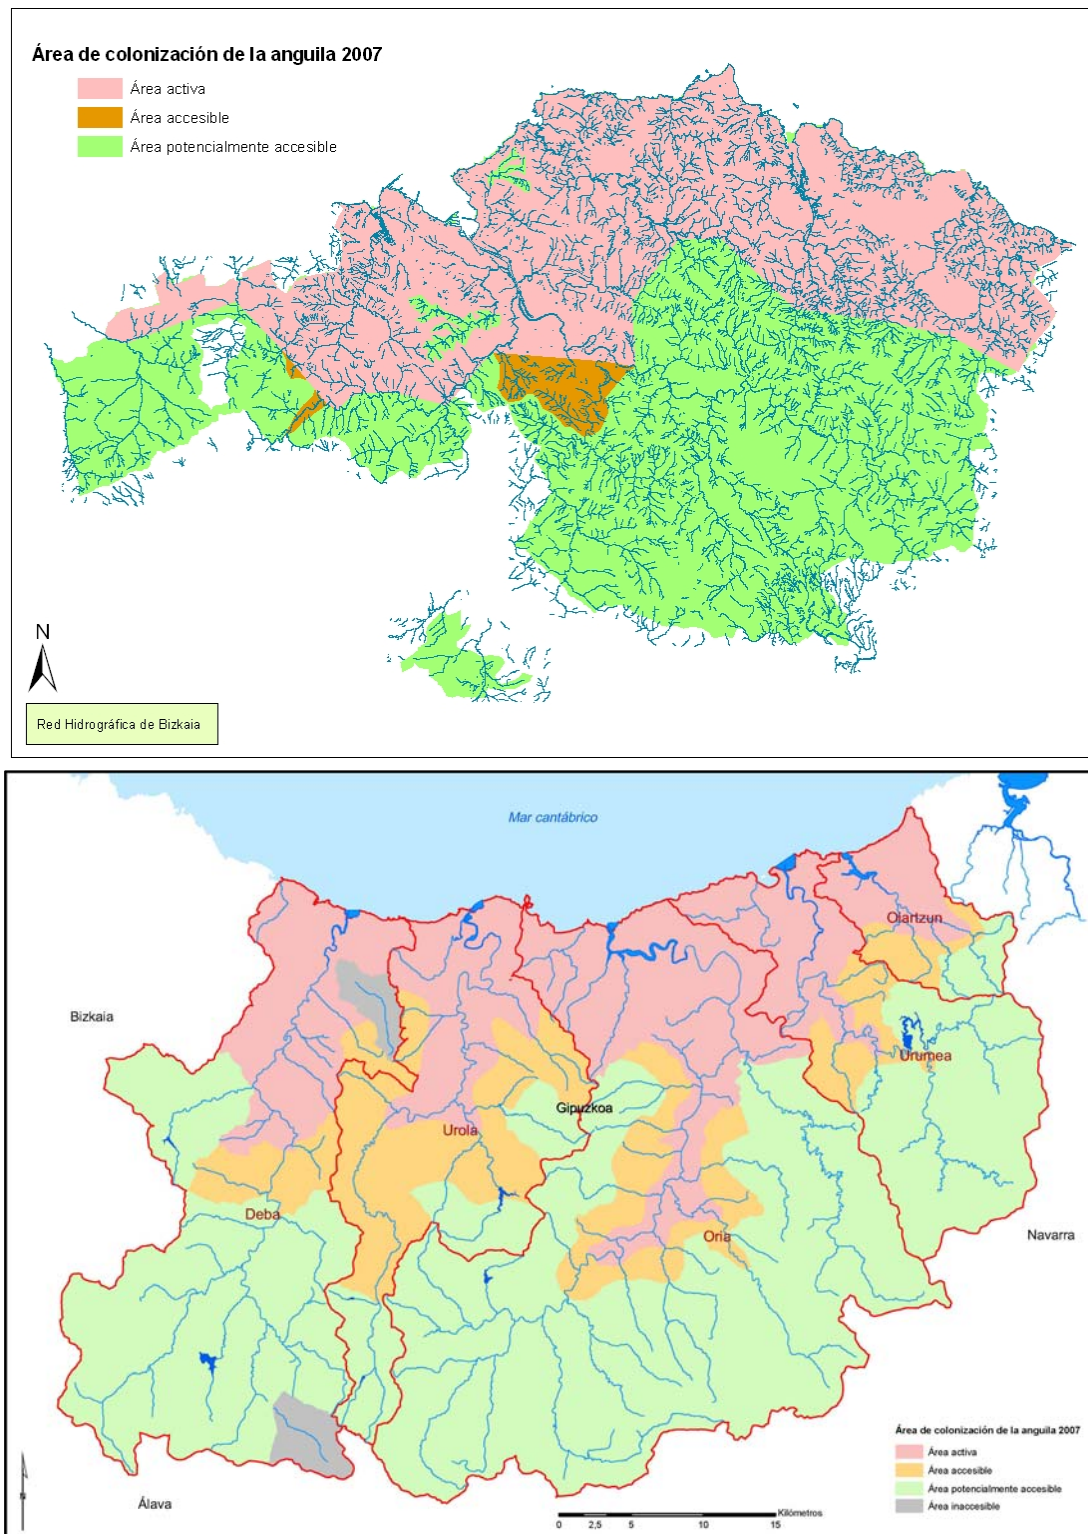 Área de colonización de la anguila 2007
Área activa
Área accesible
Área potencialmente accesible
N
Red Hidrográfica de Bizkaia
Mar cantábrico
Oiartzun
Bizkaia
Urumea
Gipuzkoa
Urola
Deba
Oria
Navarra
Área de colonización de la anguila 2007
Área activa
Área accesible
Área potencialmente accesible
Área inaccesible
Álava
N
Kilómetros
0 2,5 5 10 15